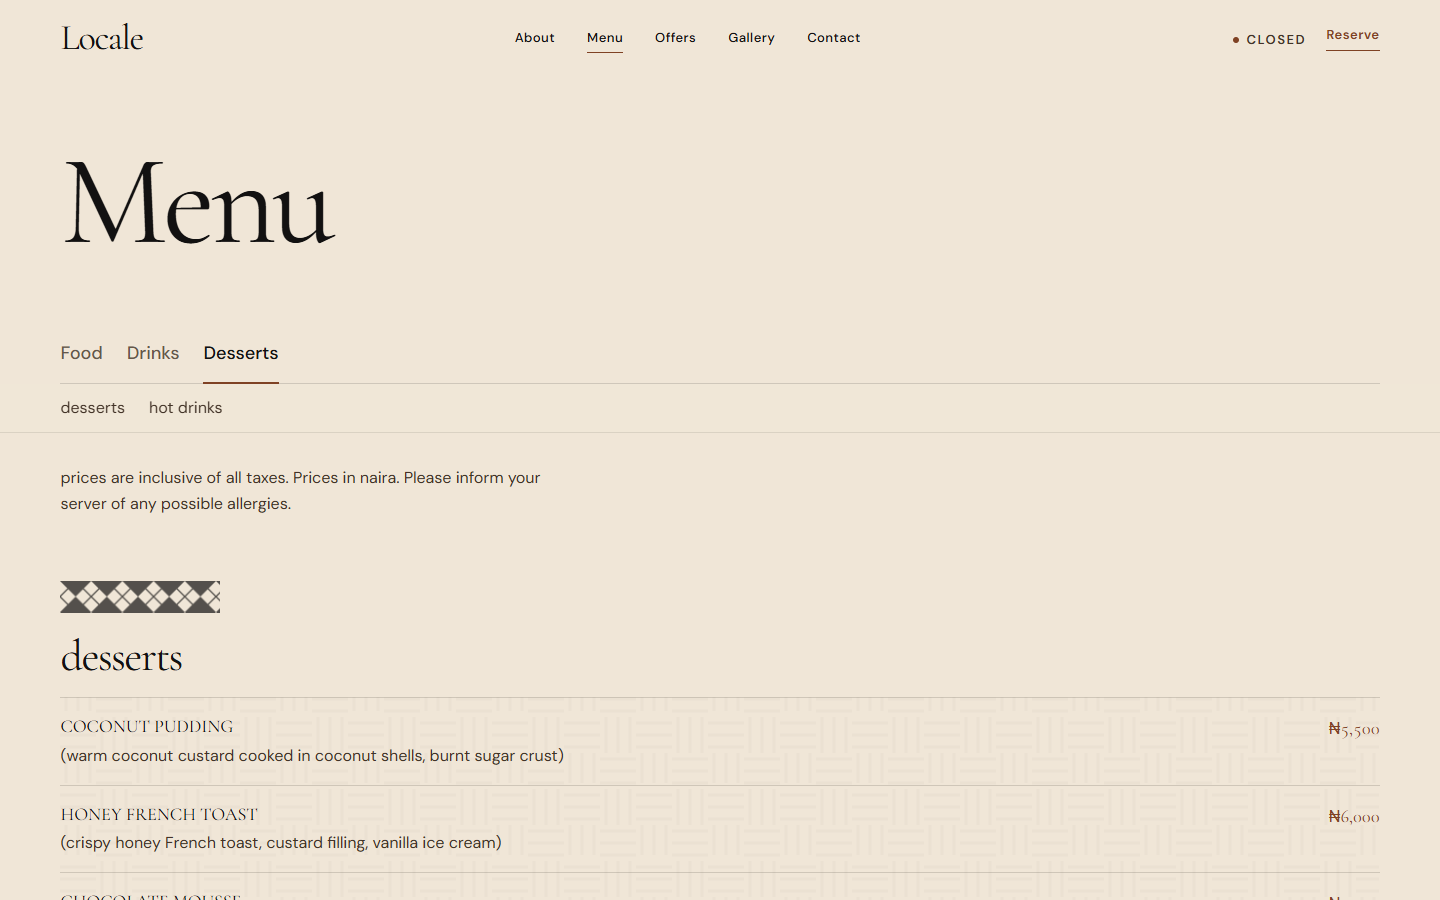 Locale
About
Menu
Offers
Gallery
Contact
CLOSED
Reserve
Menu
Food
Drinks
Desserts
desserts
hot drinks
prices are inclusive of all taxes. Prices in naira. Please inform your
server of any possible allergies.
desserts
COCONUT PUDDING
₦5,500
(warm coconut custard cooked in coconut shells, burnt sugar crust)
HONEY FRENCH TOAST
₦6,000
(crispy honey French toast, custard filling, vanilla ice cream)
CHOCOLATE MOUSSE